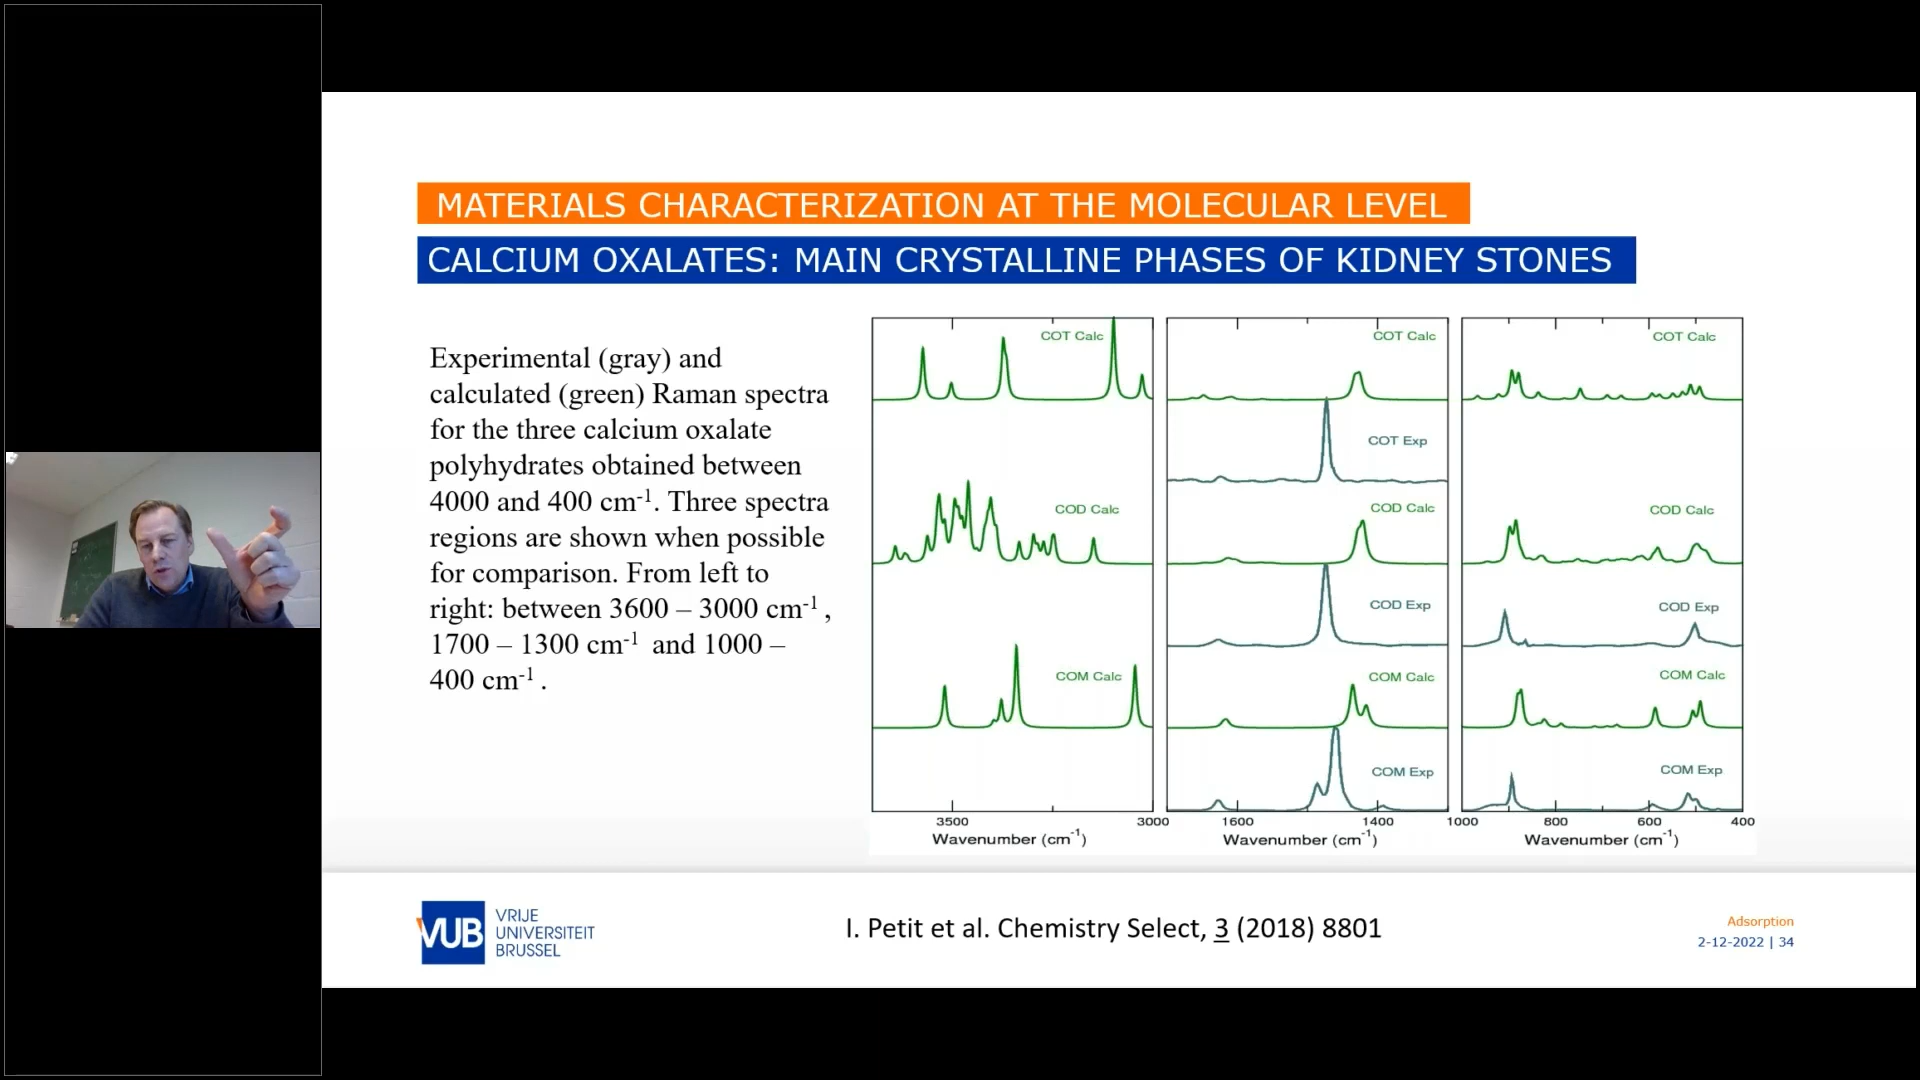 MATERIALS CHARACTERIZATION AT THE MOLECULAR LEVEL
CALCIUM OXALATES: MAIN CRYSTALLINE PHASES OF KIDNEY STONES
Experimental (gray) and
calculated (green) Raman spectra
for the three calcium oxalate
polyhydrates obtained between
4000 and 400 cm-1. Three spectra
regions are shown when possible
for comparison. From left to
right: between 3600 – 3000 cm-1 ,
1700 – 1300 cm-1 and 1000 –
400 cm-1 .
COT Calc
COD Calc
COM Calc
3500 3000
Wavenumber (cm-1)
COT Calc
COT Exp
COD Calc
COD Exp
COM Calc
COM Exp
1600 1400
Wavenumber (cm-1)
COT Calc
COD Calc
COD Exp
COM Calc
COM Exp
1000 800 600 400
Wavenumber (cm-1)
VUB
VRIJE
UNIVERSITEIT
BRUSSEL
I. Petit et al. Chemistry Select, 3 (2018) 8801
Adsorption
2-12-2022 | 34